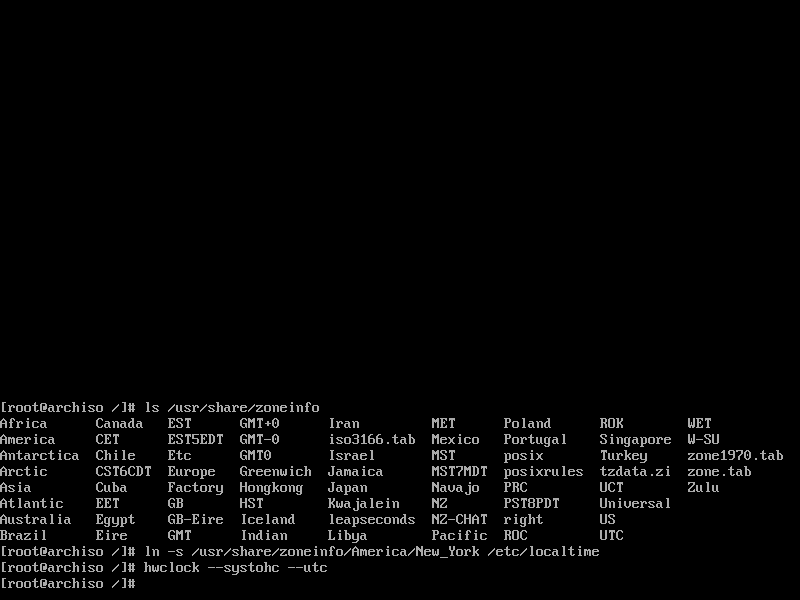 [root@archiso /]# ls /usr/share/zoneinfo
Africa Canada EST GMT+0 Iran MET Poland ROK WET
America CET EST5EDT GMT-0 iso3166.tab Mexico Portugal Singapore W-SU
Antarctica Chile Etc GMT0 Israel MST posix Turkey zone1970.tab
Arctic CST6CDT Europe Greenwich Jamaica MST7MDT posixrules tzdata.zi zone.tab
Asia Cuba Factory Hongkong Japan Navajo PRC UCT Zulu
Atlantic EET GB HST Kwajalein NZ PST8PDT Universal
Australia Egypt GB-Eire Iceland leapseconds NZ-CHAT right US
Brazil Eire GMT Indian Libya Pacific ROC UTC
[root@archiso /]# ln -s /usr/share/zoneinfo/America/New_York /etc/localtime
[root@archiso /]# hwclock --systohc --utc
[root@archiso /]#